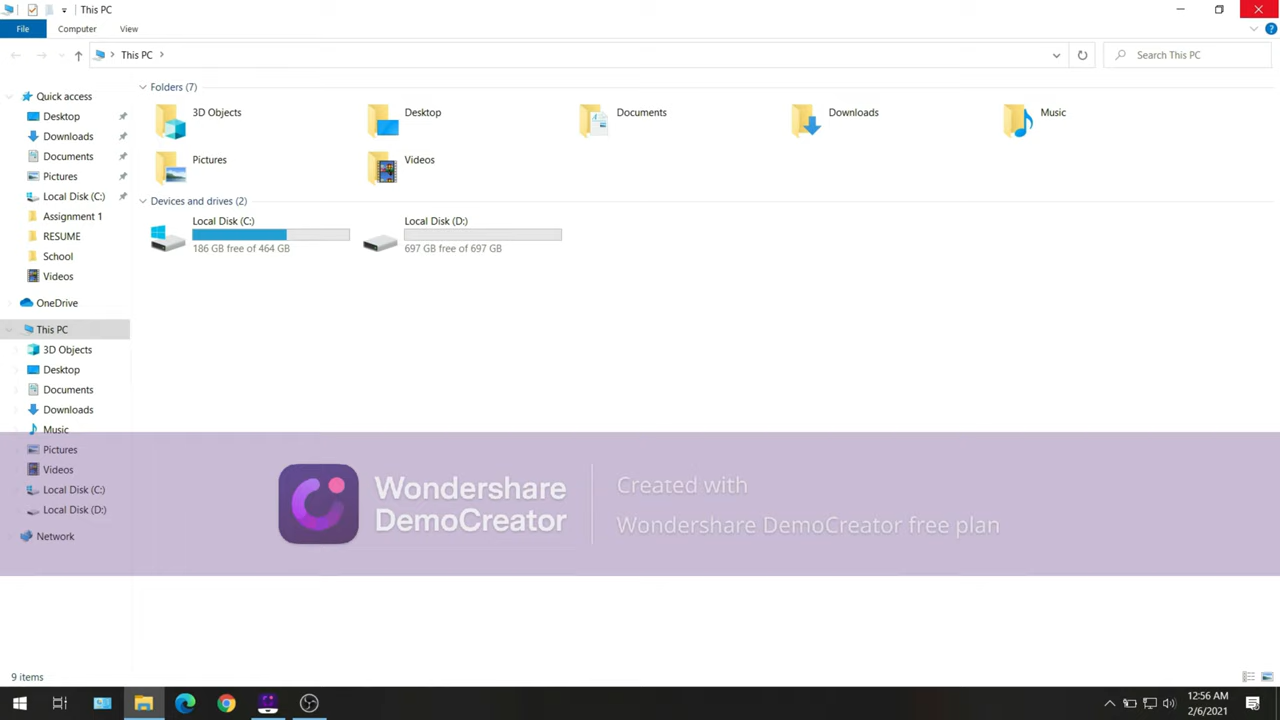 This PC
File
Computer
View
This PC
Search This PC
Quick access
Desktop
Downloads
Documents
Pictures
Local Disk (C:)
Assignment 1
RESUME
School
Videos
OneDrive
This PC
3D Objects
Desktop
Documents
Downloads
Music
Pictures
Videos
Local Disk (C:)
Local Disk (D:)
Network
Folders (7)
3D Objects
Desktop
Documents
Downloads
Music
Pictures
Videos
Devices and drives (2)
Local Disk (C:)
186 GB free of 464 GB
Local Disk (D:)
697 GB free of 697 GB
Wondershare
DemoCreator
Created with
Wondershare DemoCreator free plan
9 items
12:56 AM
2/6/2021